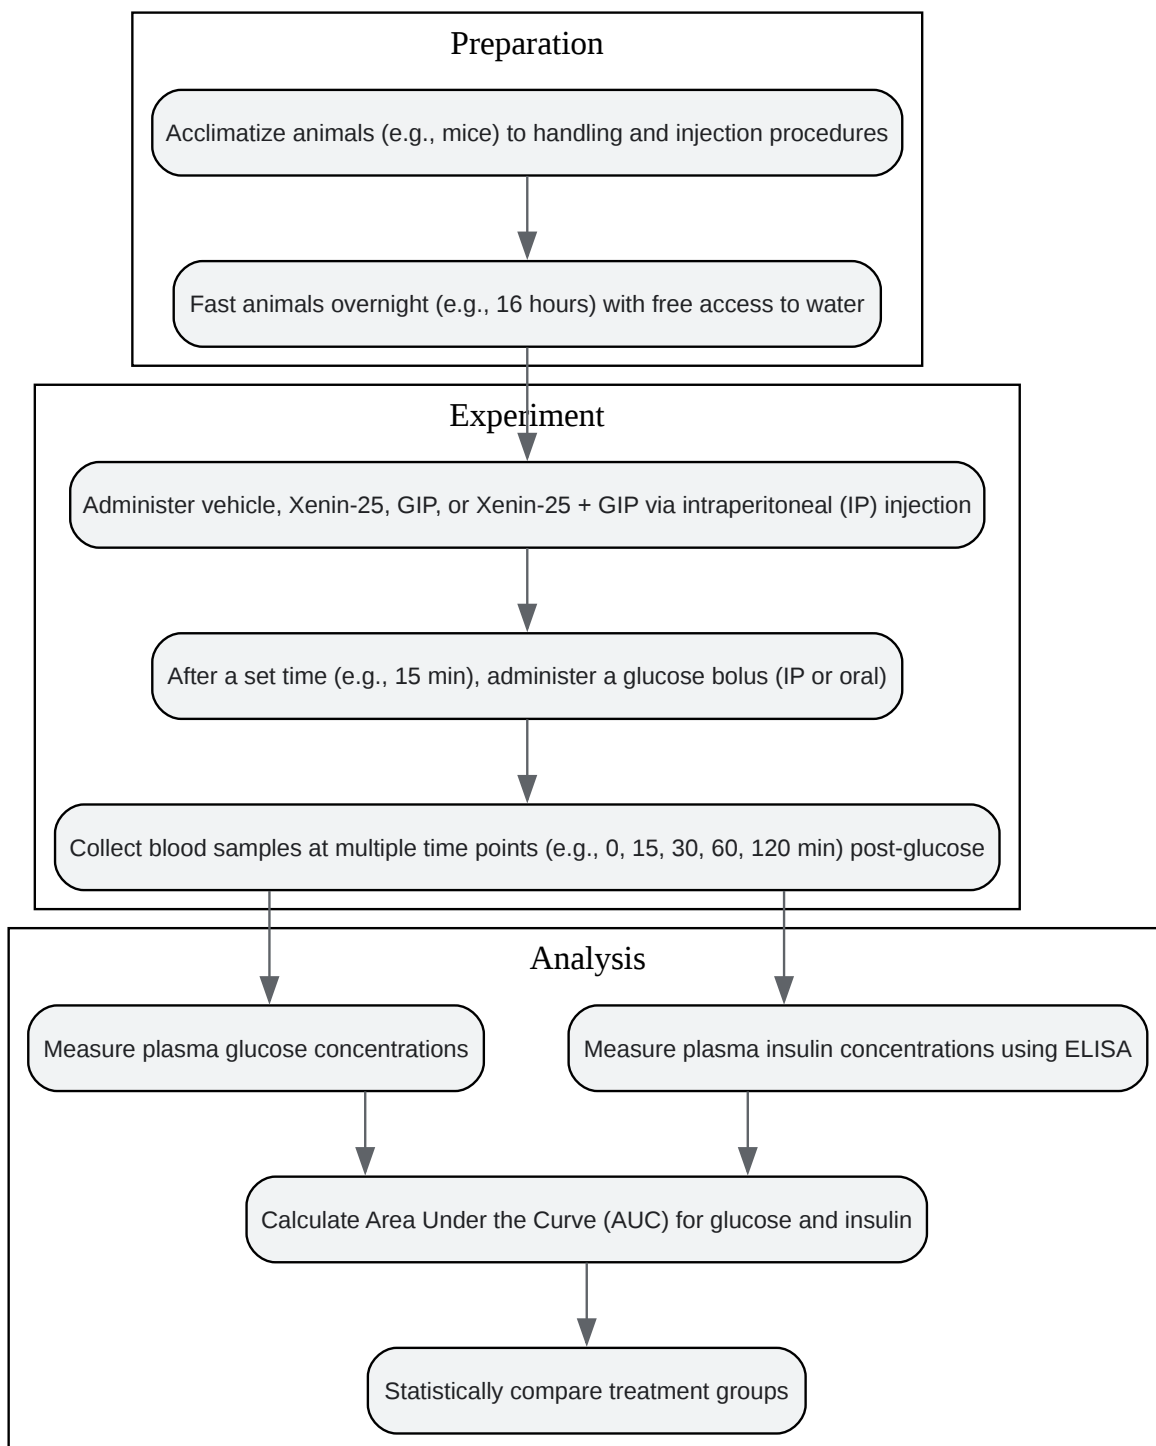 Preparation
Acclimatize animals (e.g., mice) to handling and injection procedures
Fast animals overnight (e.g., 16 hours) with free access to water
Experiment
Administer vehicle, Xenin-25, GIP, or Xenin-25 + GIP via intraperitoneal (IP) injection
After a set time (e.g., 15 min), administer a glucose bolus (IP or oral)
Collect blood samples at multiple time points (e.g., 0, 15, 30, 60, 120 min) post-glucose
Analysis
Measure plasma glucose concentrations
Measure plasma insulin concentrations using ELISA
Calculate Area Under the Curve (AUC) for glucose and insulin
Statistically compare treatment groups